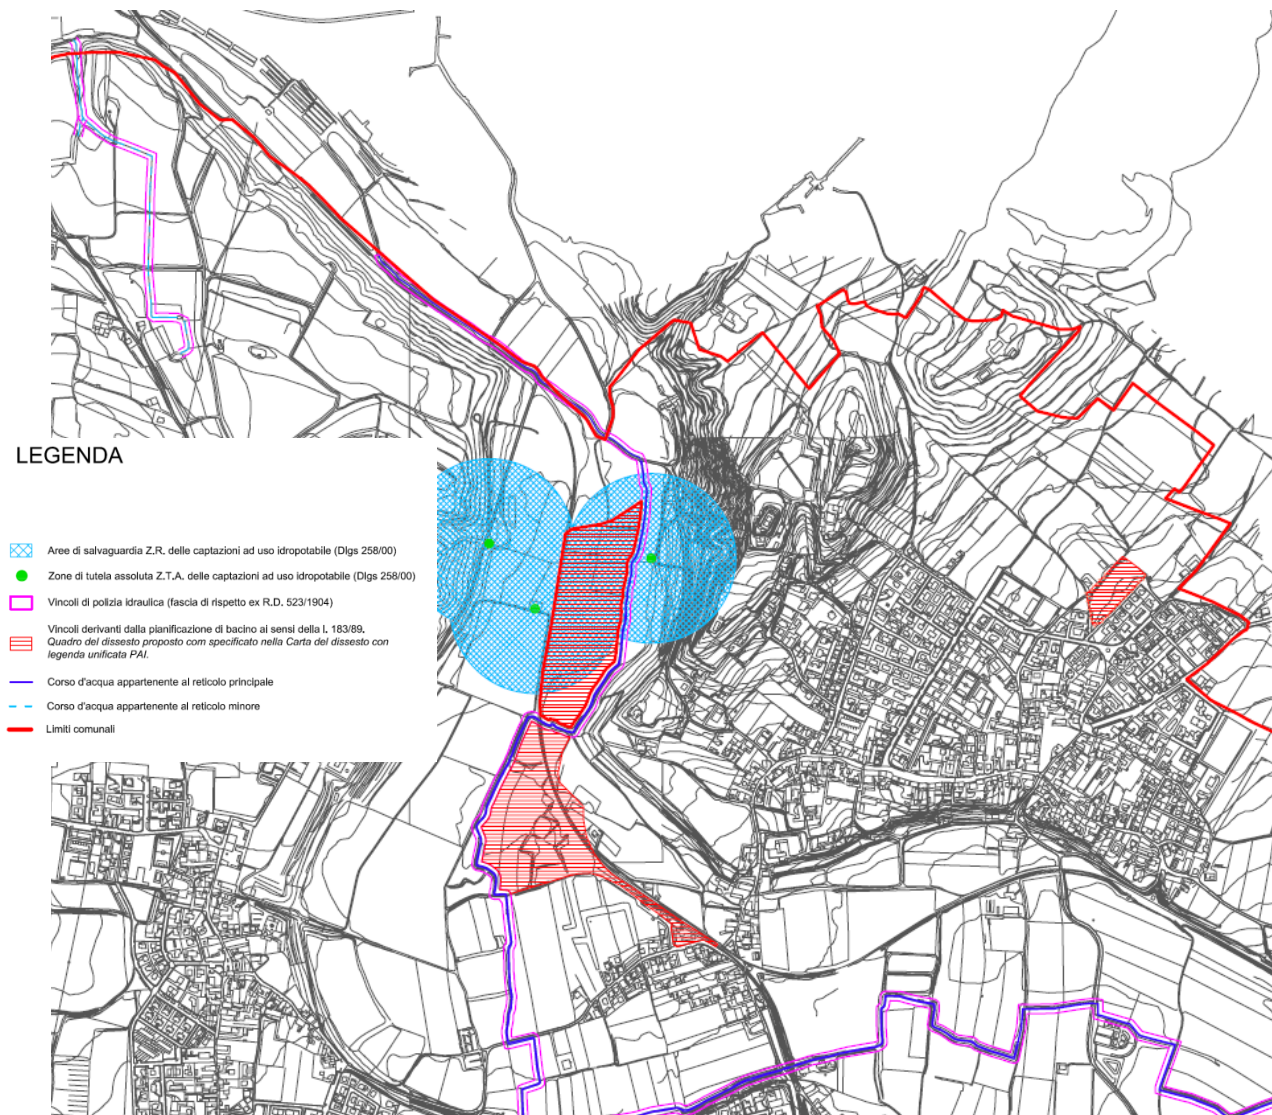 LEGENDA
Aree di salvaguardia Z.R. delle captazioni ad uso idropotabile (Dlgs 258/00)
Zone di tutela assoluta Z.T.A. delle captazioni ad uso idropotabile (Dlgs 258/00)
Vincoli di polizia idraulica (fascia di rispetto ex R.D. 523/1904)
Vincoli derivanti dalla pianificazione di bacino ai sensi della l. 183/89.
Quadro del dissesto proposto com specificato nella Carta del dissesto con
legenda unificata PAI.
Corso d'acqua appartenente al reticolo principale
Corso d'acqua appartenente al reticolo minore
Limiti comunali